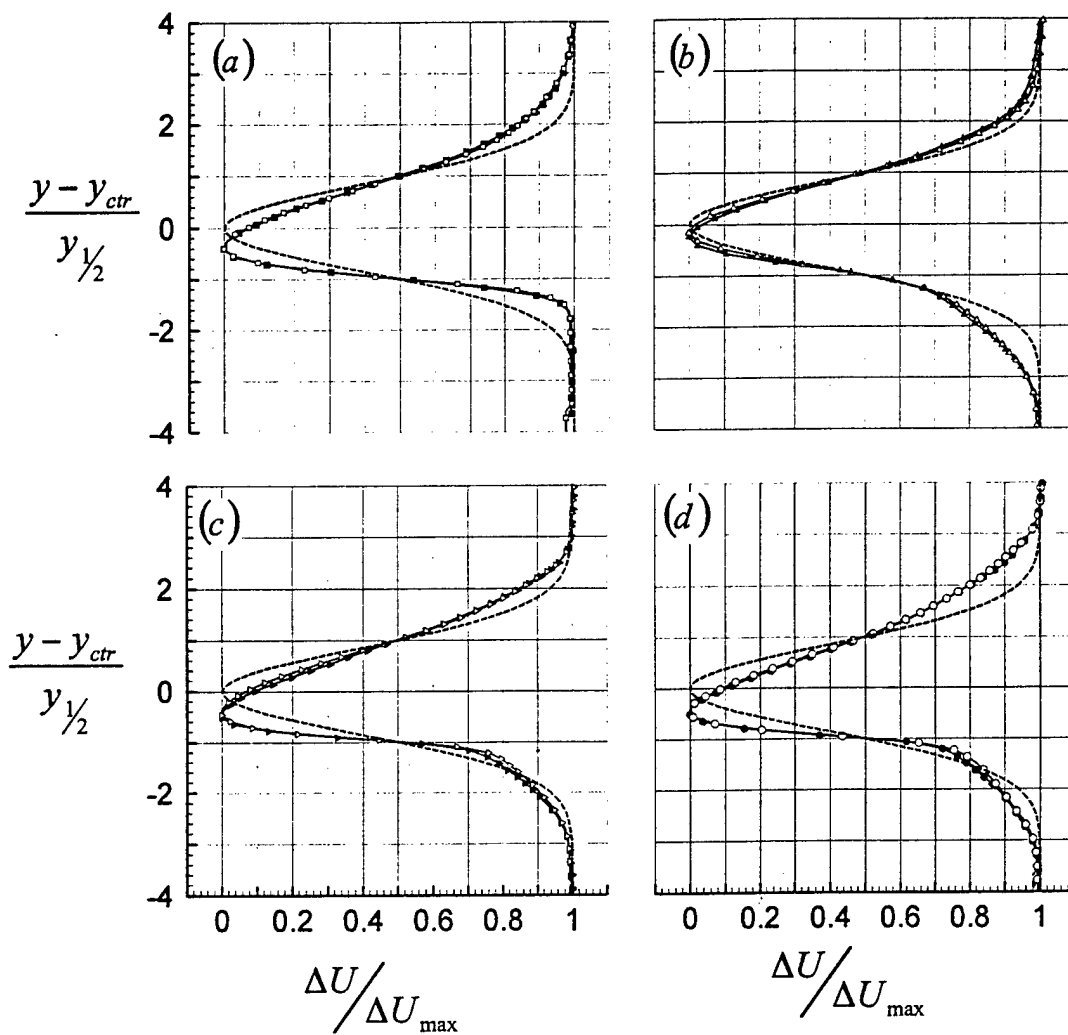 4
2
0
-2
-4
(a)
(b)
y - y_ctr
y_1/2
4
2
0
-2
-4
(c)
(d)
y - y_ctr
y_1/2
0 0.2 0.4 0.6 0.8 1
0 0.2 0.4 0.6 0.8 1
ΔU/ΔU_max
ΔU/ΔU_max